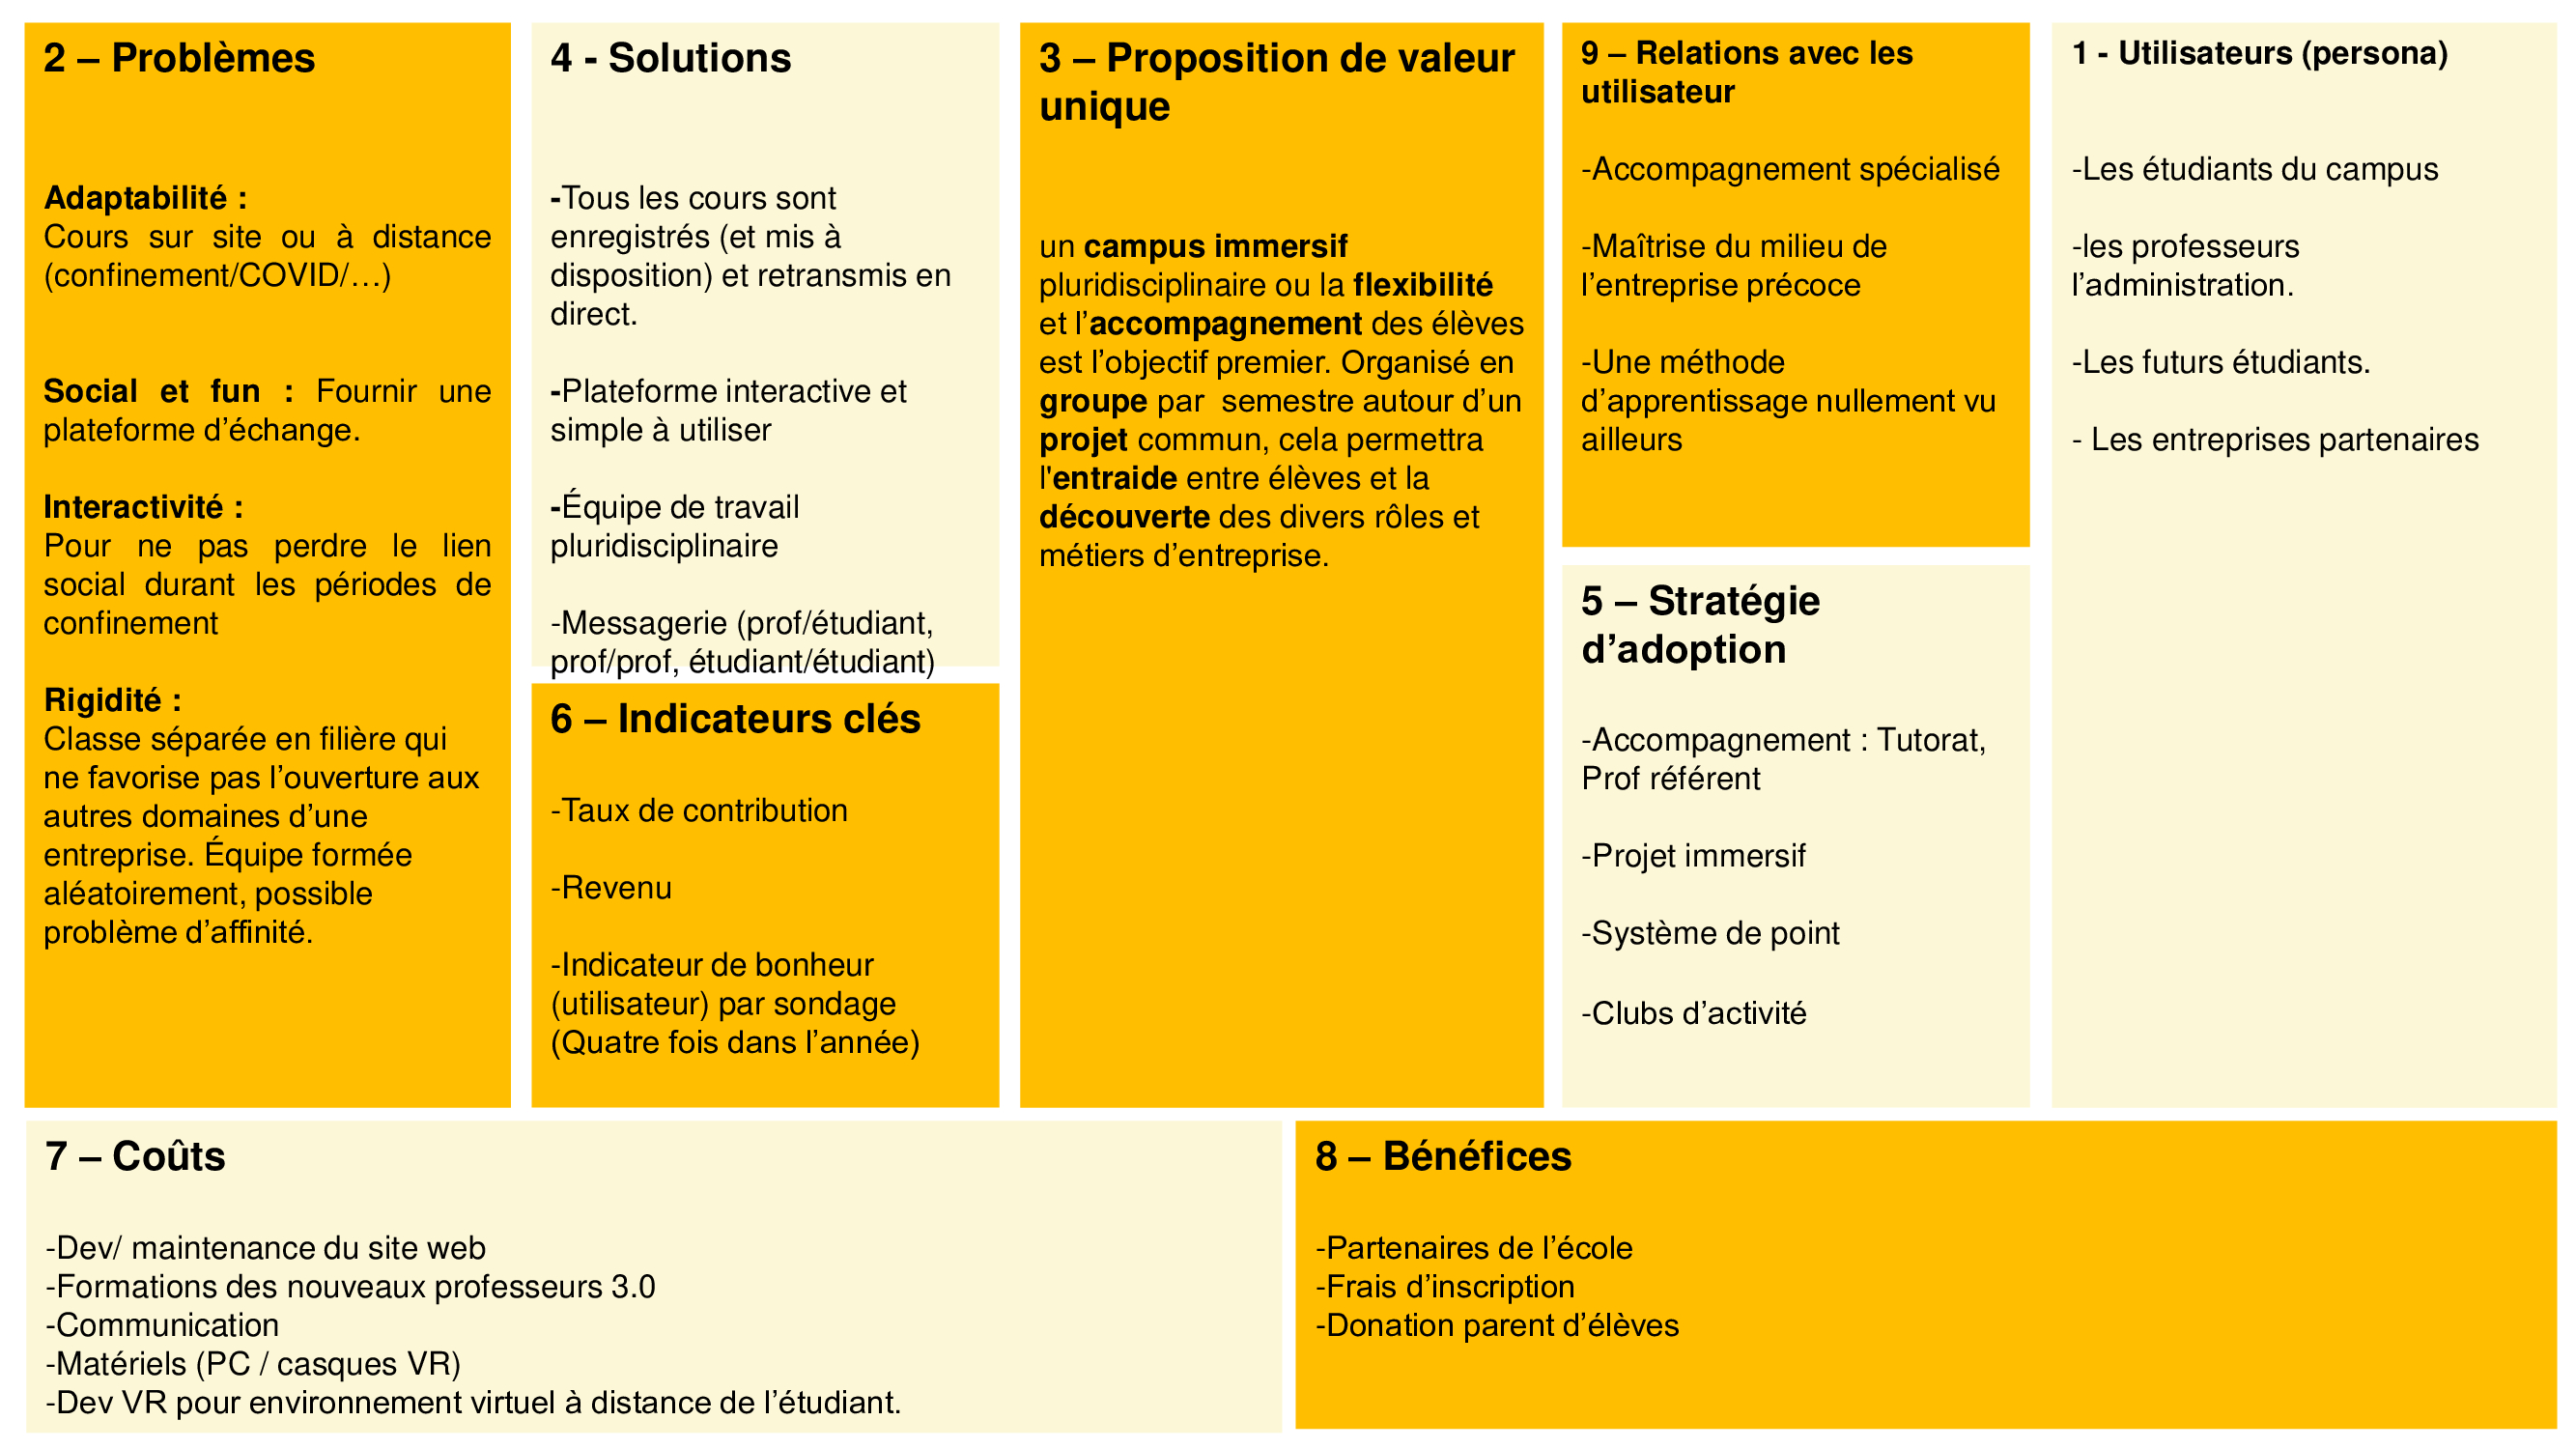 2 – Problèmes
Adaptabilité :
Cours sur site ou à distance
(confinement/COVID/…)
Social et fun : Fournir une
plateforme d’échange.
Interactivité :
Pour ne pas perdre le lien
social durant les périodes de
confinement
Rigidité :
Classe séparée en filière qui
ne favorise pas l’ouverture aux
autres domaines d’une
entreprise. Équipe formée
aléatoirement, possible
problème d’affinité.
4 - Solutions
-Tous les cours sont
enregistrés (et mis à
disposition) et retransmis en
direct.
-Plateforme interactive et
simple à utiliser
-Équipe de travail
pluridisciplinaire
-Messagerie (prof/étudiant,
prof/prof, étudiant/étudiant)
6 – Indicateurs clés
-Taux de contribution
-Revenu
-Indicateur de bonheur
(utilisateur) par sondage
(Quatre fois dans l’année)
3 – Proposition de valeur
unique
un campus immersif
pluridisciplinaire ou la flexibilité
et l’accompagnement des élèves
est l’objectif premier. Organisé en
groupe par  semestre autour d’un
projet commun, cela permettra
l'entraide entre élèves et la
découverte des divers rôles et
métiers d’entreprise.
9 – Relations avec les
utilisateur
-Accompagnement spécialisé
-Maîtrise du milieu de
l’entreprise précoce
-Une méthode
d’apprentissage nullement vu
ailleurs
5 – Stratégie
d’adoption
-Accompagnement : Tutorat,
Prof référent
-Projet immersif
-Système de point
-Clubs d’activité
1 - Utilisateurs (persona)
-Les étudiants du campus
-les professeurs
l’administration.
-Les futurs étudiants.
- Les entreprises partenaires
7 – Coûts
-Dev/ maintenance du site web
-Formations des nouveaux professeurs 3.0
-Communication
-Matériels (PC / casques VR)
-Dev VR pour environnement virtuel à distance de l’étudiant.
8 – Bénéfices
-Partenaires de l’école
-Frais d’inscription
-Donation parent d’élèves